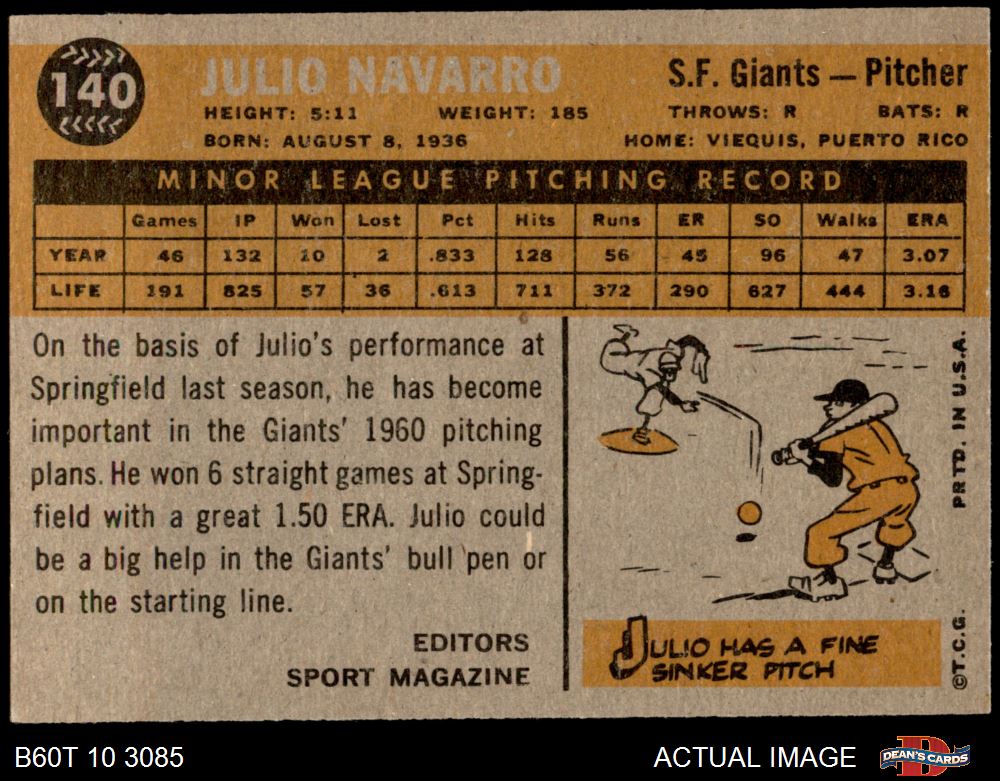 140
JULIO NAVARRO
S.F. Giants — Pitcher
HEIGHT: 5:11 WEIGHT: 185 THROWS: R BATS: R
BORN: AUGUST 8, 1936 HOME: VIEQUIS, PUERTO RICO
MINOR LEAGUE PITCHING RECORD
Games IP Won Lost Pct Hits Runs ER SO Walks ERA
YEAR 46 132 10 2 .833 128 56 45 96 47 3.07
LIFE 191 825 57 36 .613 711 372 290 627 444 3.16
On the basis of Julio's performance at
Springfield last season, he has become
important in the Giants' 1960 pitching
plans. He won 6 straight games at Spring-
field with a great 1.50 ERA. Julio could
be a big help in the Giants' bull pen or
on the starting line.
EDITORS
SPORT MAGAZINE
JULIO HAS A FINE
SINKER PITCH
©T.C.G. PRTD. IN U.S.A.
B60T 10 3085
ACTUAL IMAGE
DEAN'S CARDS